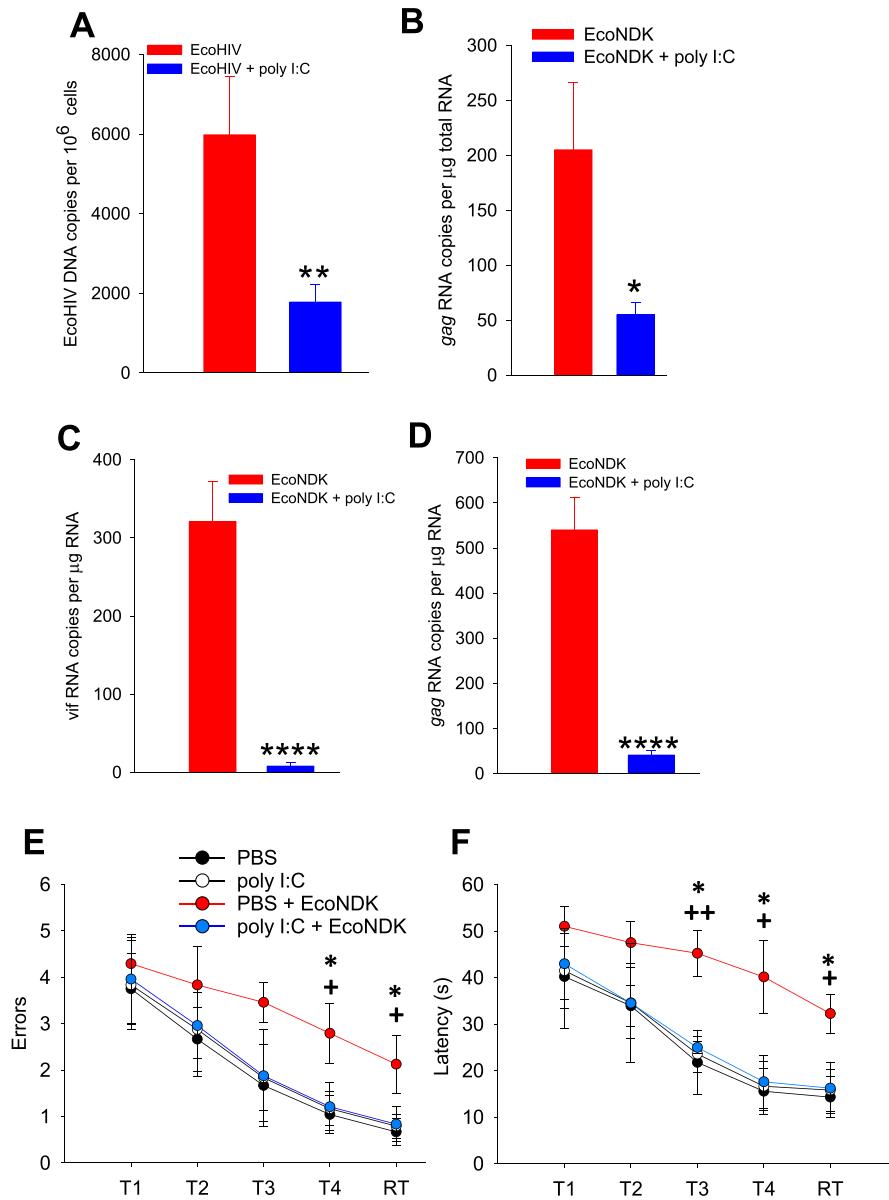 A
EcoHIV
EcoHIV + poly I:C
EcoHIV DNA copies per 10⁶ cells
8000
6000
4000
2000
0
**
B
EcoNDK
EcoNDK + poly I:C
gag RNA copies per μg total RNA
300
250
200
150
100
50
0
*
C
EcoNDK
EcoNDK + poly I:C
vif RNA copies per μg RNA
400
300
200
100
0
****
D
EcoNDK
EcoNDK + poly I:C
gag RNA copies per μg RNA
700
600
500
400
300
200
100
0
****
E
PBS
poly I:C
PBS + EcoNDK
poly I:C + EcoNDK
Errors
6
5
4
3
2
1
0
*
+
*
+
T1 T2 T3 T4 RT
F
Latency (s)
60
50
40
30
20
10
0
*
++
*
+
*
+
T1 T2 T3 T4 RT